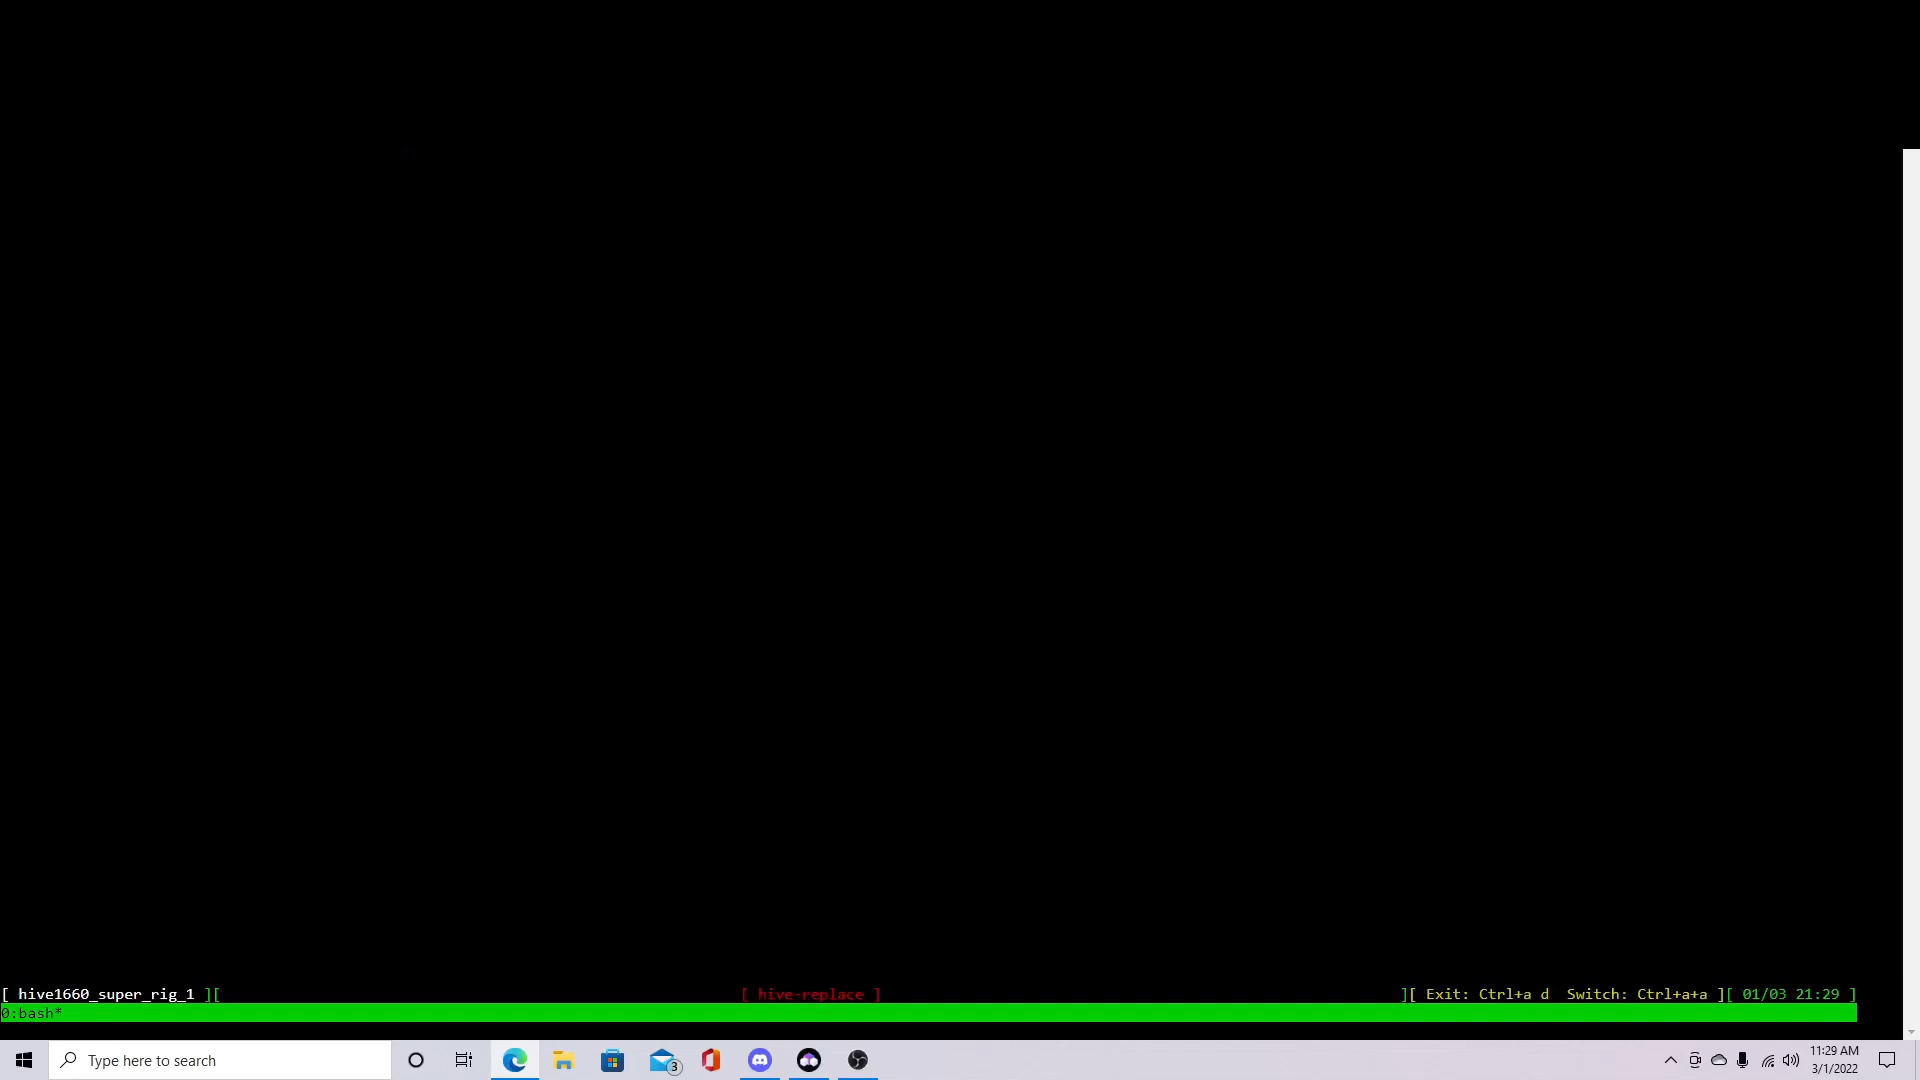 [ hive1660_super_rig_1 ][ [ hive-replace ] ][ Exit: Ctrl+a d  Switch: Ctrl+a+a ][ 01/03 21:29 ]
0:bash*
Type here to search
3
11:29 AM
3/1/2022